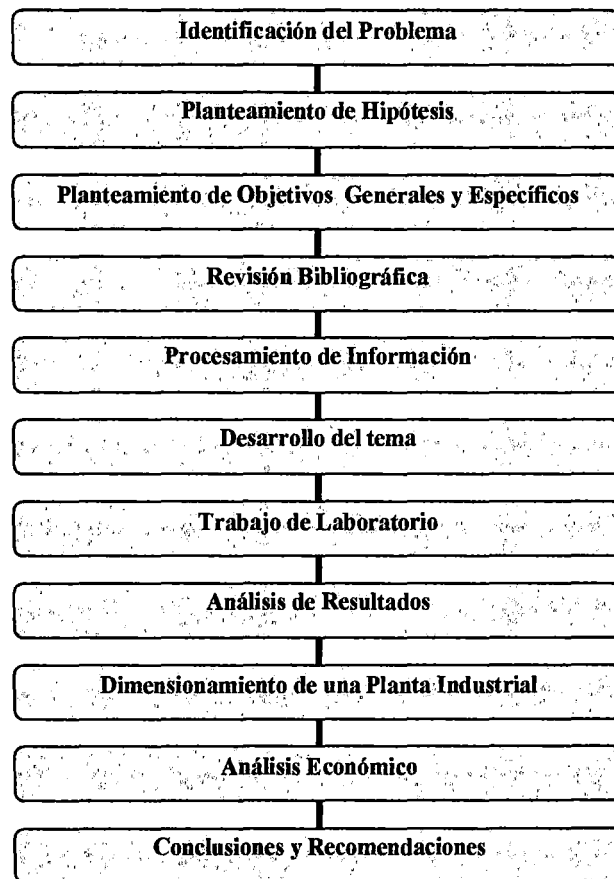 Identificación del Problema
Planteamiento de Hipótesis
Planteamiento de Objetivos Generales y Específicos
Revisión Bibliográfica
Procesamiento de Información
Desarrollo del tema
Trabajo de Laboratorio
Análisis de Resultados
Dimensionamiento de una Planta Industrial
Análisis Económico
Conclusiones y Recomendaciones